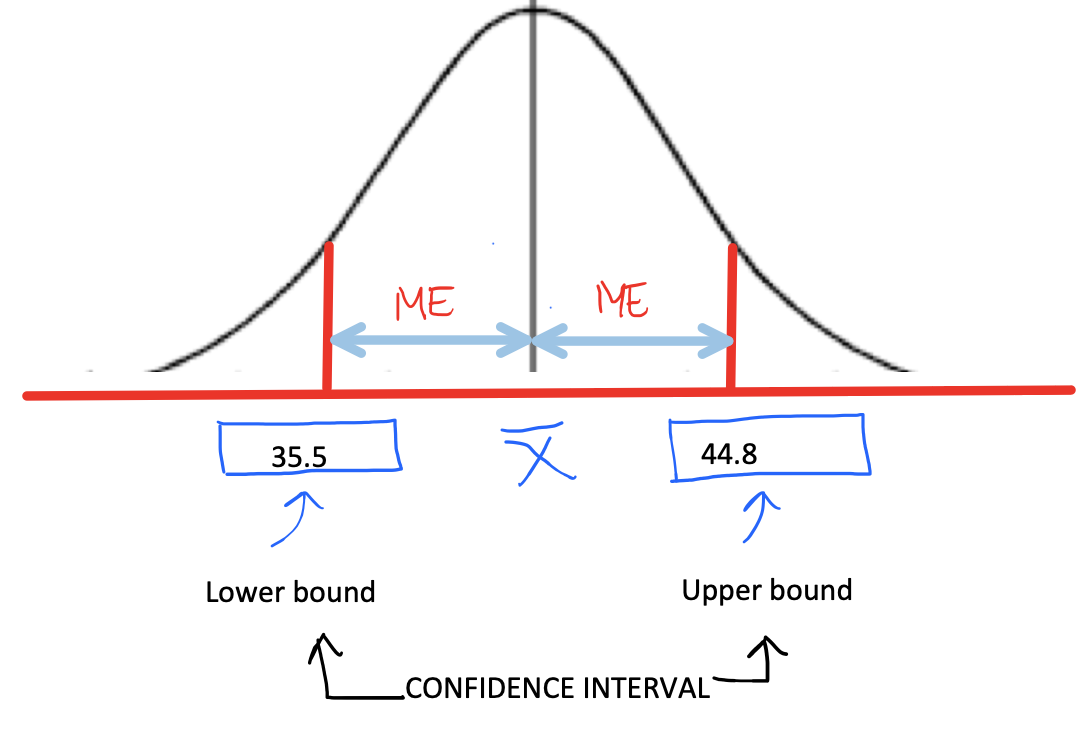 ME ME
35.5 X̅ 44.8
Lower bound Upper bound
CONFIDENCE INTERVAL